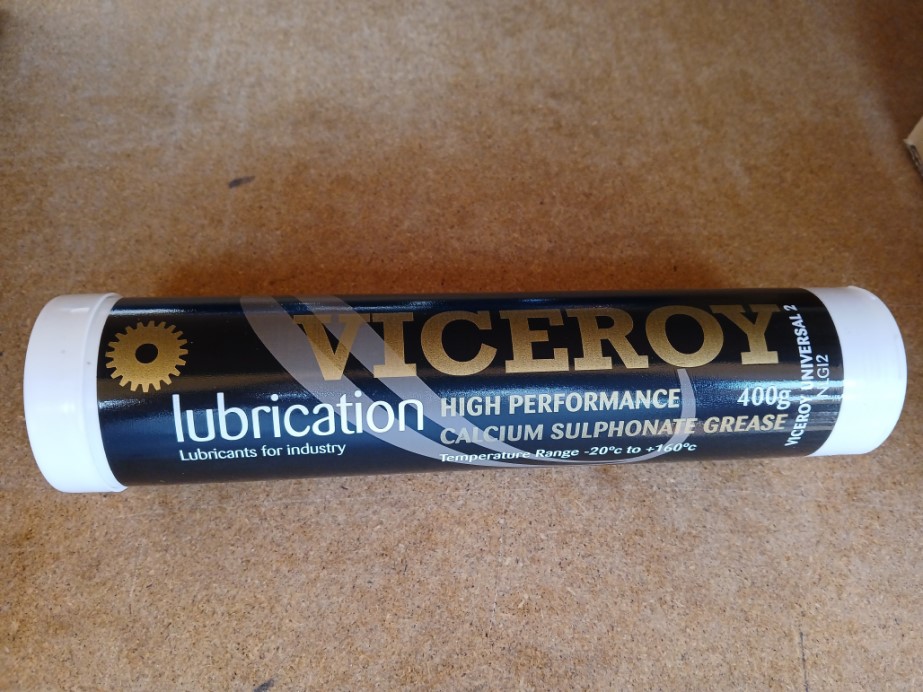 VICEROY
lubrication
Lubricants for industry
HIGH PERFORMANCE
400g
CALCIUM SULPHONATE GREASE
Temperature Range -20°c to +160°c
VICEROY UNIVERSAL 2
NLGI2